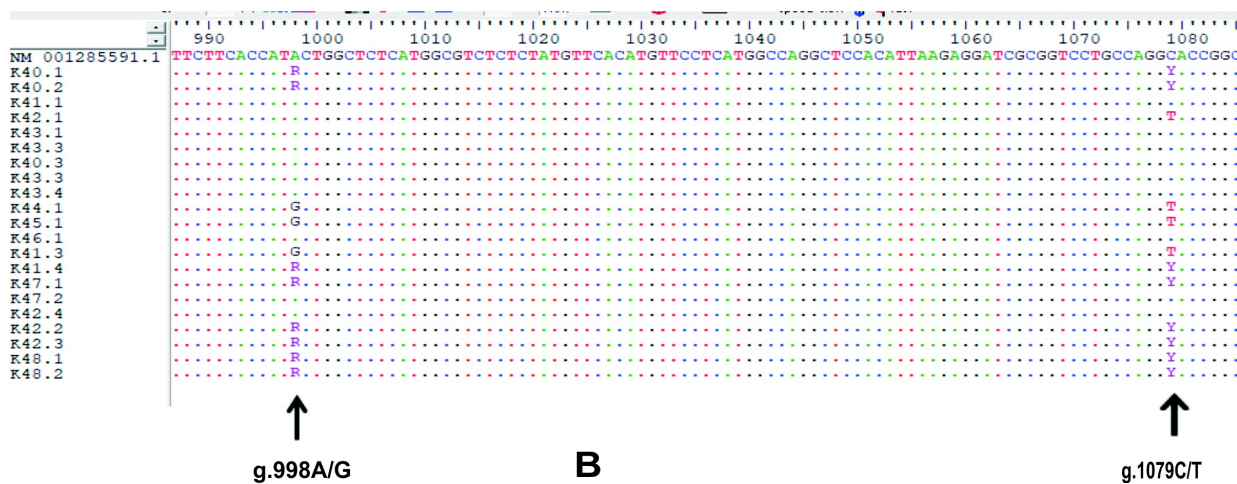 990 1000 1010 1020 1030 1040 1050 1060 1070 1080
NM 001285591.1 TTCTTCACCATACTGGCTCTCATGGCGTCTCTCTATGTTCACATGTTCCTCATGGCCAGGCTCCACATTAAGAGGATCGCGGTCCTGCCAGGCACCGGC
K40.1 R Y
K40.2 R Y
K41.1
K42.1 T
K43.1
K43.3
K40.3
K43.3
K43.4
K44.1 G T
K45.1 G T
K46.1
K41.3 G T
K41.4 R Y
K47.1 R Y
K47.2
K42.4
K42.2 R Y
K42.3 R Y
K48.1 R Y
K48.2 R Y
g.998A/G B g.1079C/T